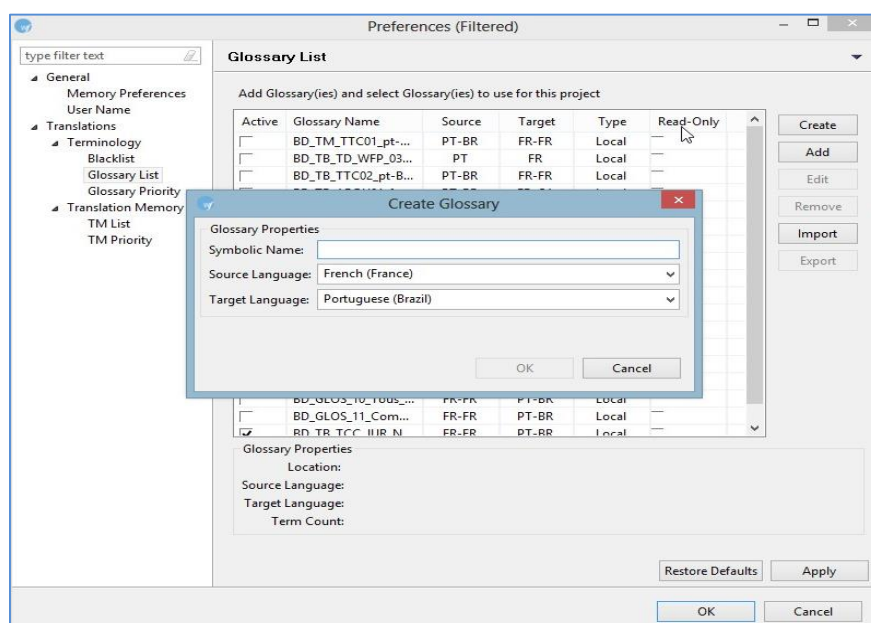 Preferences (Filtered)
type filter text
General
Memory Preferences
User Name
Translations
Terminology
Blacklist
Glossary List
Glossary Priority
Translation Memory
TM List
TM Priority
Glossary List
Add Glossary(ies) and select Glossary(ies) to use for this project
Active Glossary Name Source Target Type Read-Only
BD_TM_TTC01_pt-... PT-BR FR-FR Local
BD_TB_TD_WFP_03... PT FR Local
BD_TB_TTC02_pt-B... PT-BR FR-FR Local
Create Glossary
Glossary Properties
Symbolic Name:
Source Language: French (France)
Target Language: Portuguese (Brazil)
OK Cancel
BD_GLOS_10_Tous_... FR-FR PT-BR Local
BD_GLOS_11_Com... FR-FR PT-BR Local
BD_TB_TCC_JUR_N... FR-FR PT-BR Local
Create
Add
Edit
Remove
Import
Export
Glossary Properties
Location:
Source Language:
Target Language:
Term Count:
Restore Defaults Apply
OK Cancel